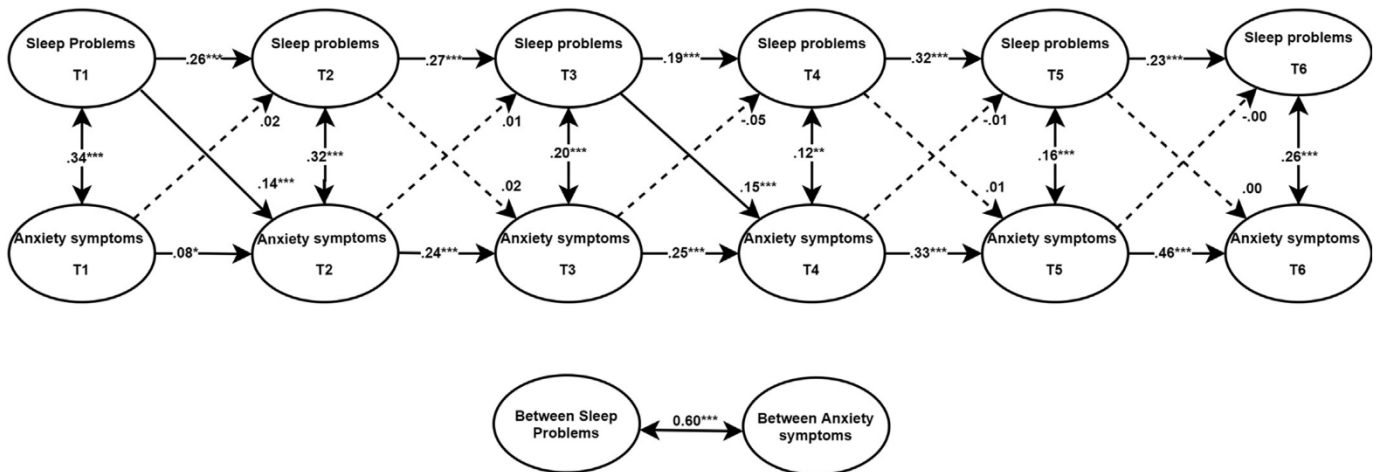 Sleep Problems
T1
.26***
Sleep problems
T2
.27***
Sleep problems
T3
.19***
Sleep problems
T4
.32***
Sleep problems
T5
.23***
Sleep problems
T6
.02
.01
-.05
-.01
-.00
.34***
.32***
.20***
.12**
.16***
.26***
.14***
.02
.15***
.01
.00
Anxiety symptoms
T1
.08*
Anxiety symptoms
T2
.24***
Anxiety symptoms
T3
.25***
Anxiety symptoms
T4
.33***
Anxiety symptoms
T5
.46***
Anxiety symptoms
T6
Between Sleep
Problems
0.60***
Between Anxiety
symptoms